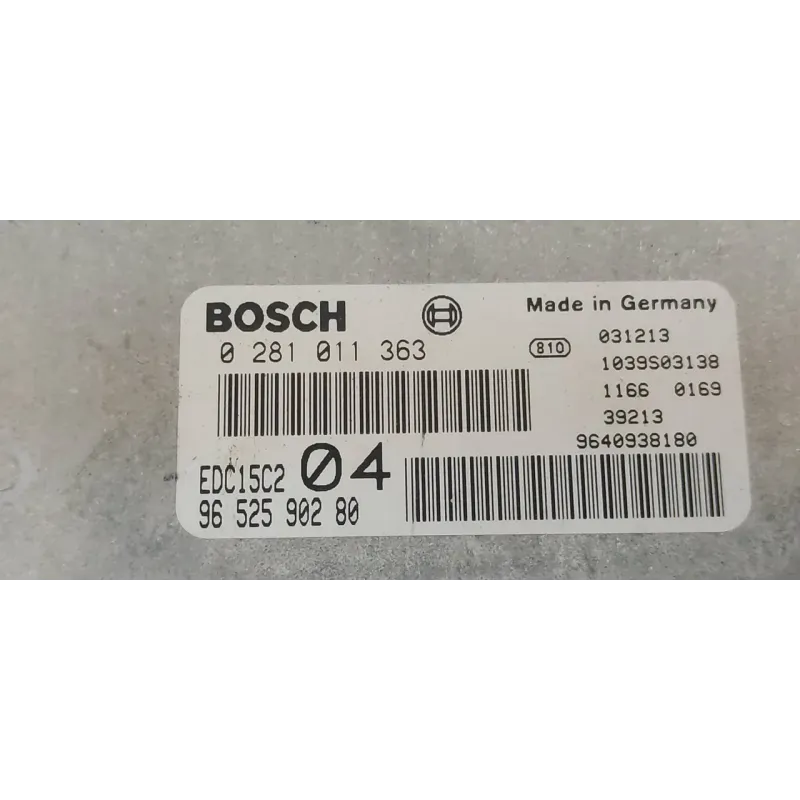 BOSCH
Made in Germany
0 281 011 363
810
031213
1039S03138
1166 0169
39213
9640938180
EDC15C2 04
96 525 902 80